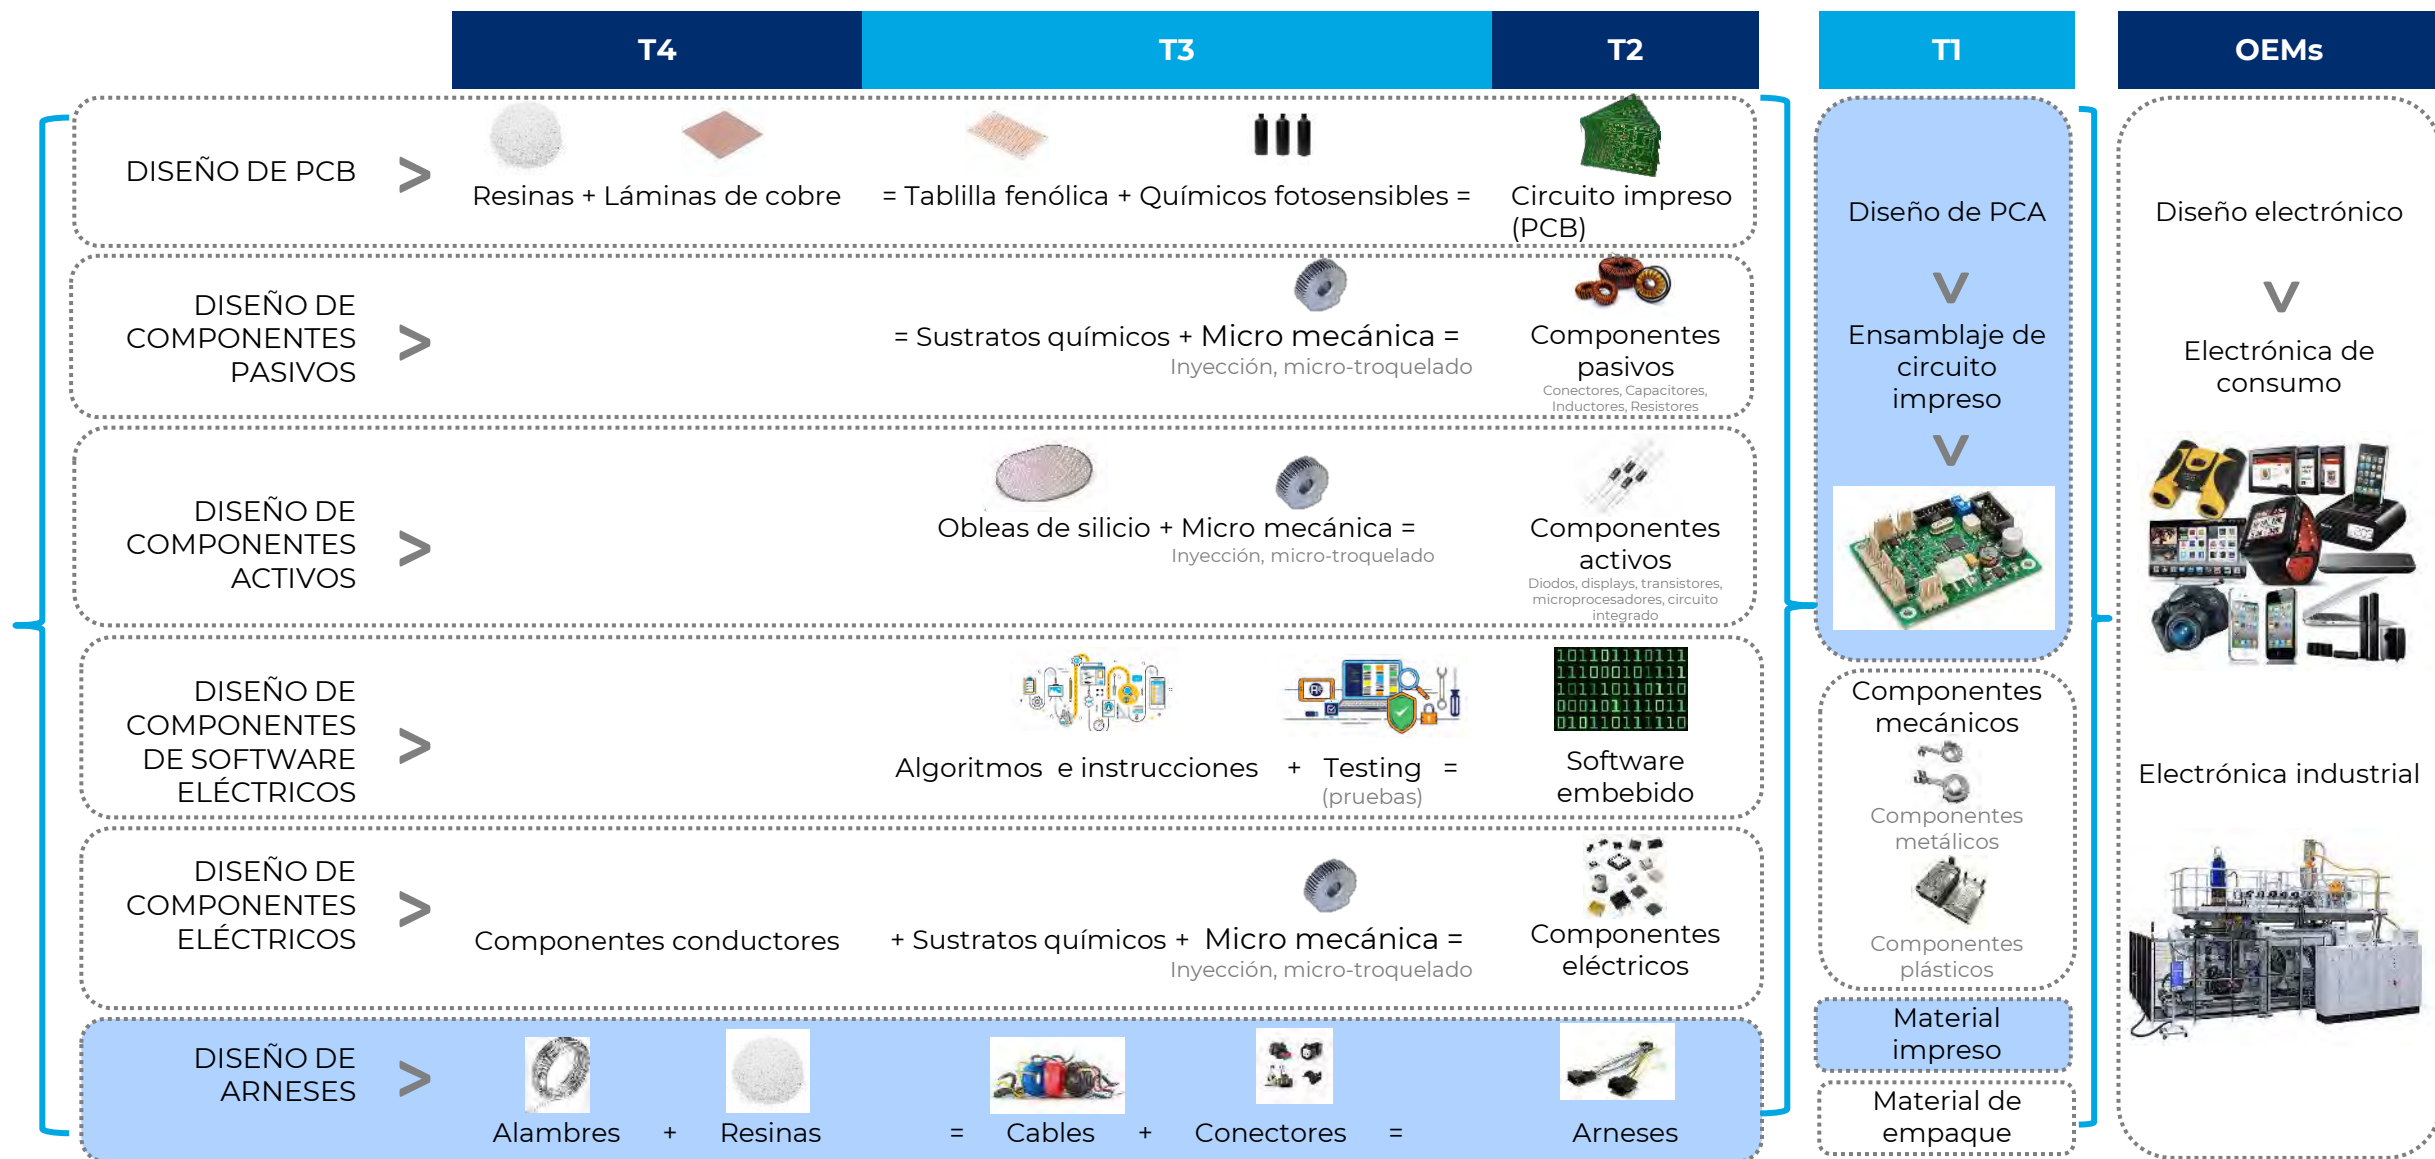 T4
T3
T2
T1
OEMs
DISEÑO DE PCB
>
Resinas + Láminas de cobre
= Tablilla fenólica + Químicos fotosensibles =
Circuito impreso
(PCB)
DISEÑO DE
COMPONENTES
PASIVOS
>
= Sustratos químicos + Micro mecánica =
Inyección, micro-troquelado
Componentes
pasivos
Conectores, Capacitores,
Inductores, Resistores
DISEÑO DE
COMPONENTES
ACTIVOS
>
Obleas de silicio + Micro mecánica =
Inyección, micro-troquelado
Componentes
activos
Diodos, displays, transistores,
microprocesadores, circuito
integrado
DISEÑO DE
COMPONENTES
DE SOFTWARE
ELÉCTRICOS
>
Algoritmos e instrucciones + Testing =
(pruebas)
Software
embebido
DISEÑO DE
COMPONENTES
ELÉCTRICOS
>
Componentes conductores
+ Sustratos químicos + Micro mecánica =
Inyección, micro-troquelado
Componentes
eléctricos
DISEÑO DE
ARNESES
>
Alambres + Resinas = Cables + Conectores = Arneses
Diseño de PCA
>
Ensamblaje de
circuito
impreso
>
Componentes
mecánicos
Componentes
metálicos
Componentes
plásticos
Material
impreso
Material de
empaque
Diseño electrónico
>
Electrónica de
consumo
Electrónica industrial